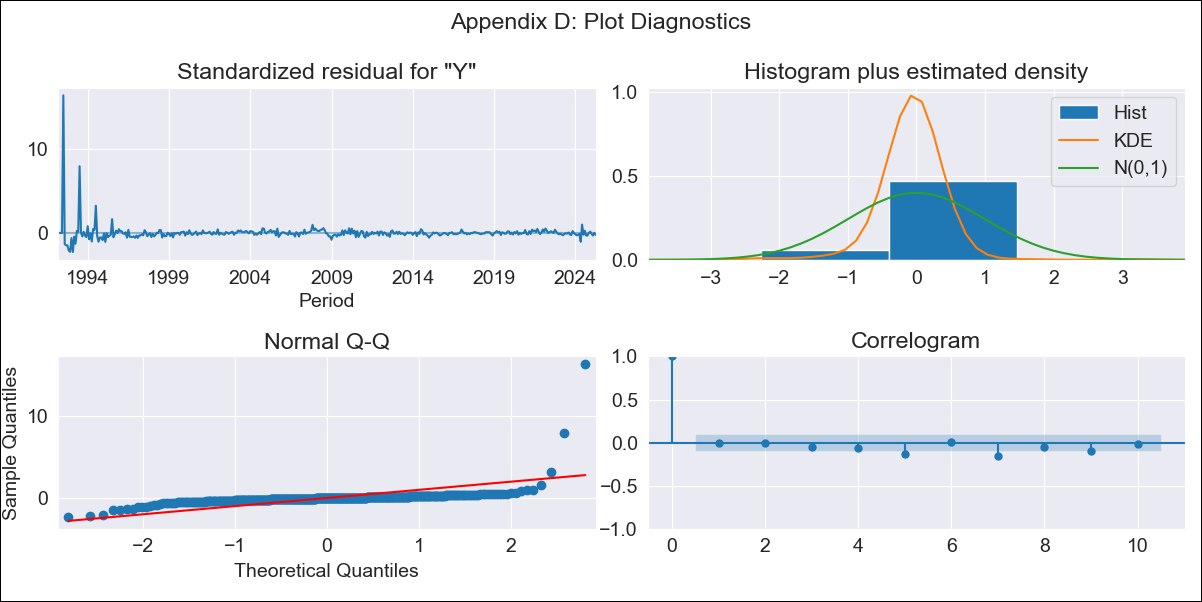 Appendix D: Plot Diagnostics
Standardized residual for "Y"
10
0
1994 1999 2004 2009 2014 2019 2024
Period
Histogram plus estimated density
1.0
0.5
0.0
−3 −2 −1 0 1 2 3
Hist
KDE
N(0,1)
Normal Q-Q
Sample Quantiles
10
0
−2 −1 0 1 2
Theoretical Quantiles
Correlogram
1.0
0.5
0.0
−0.5
−1.0
0 2 4 6 8 10